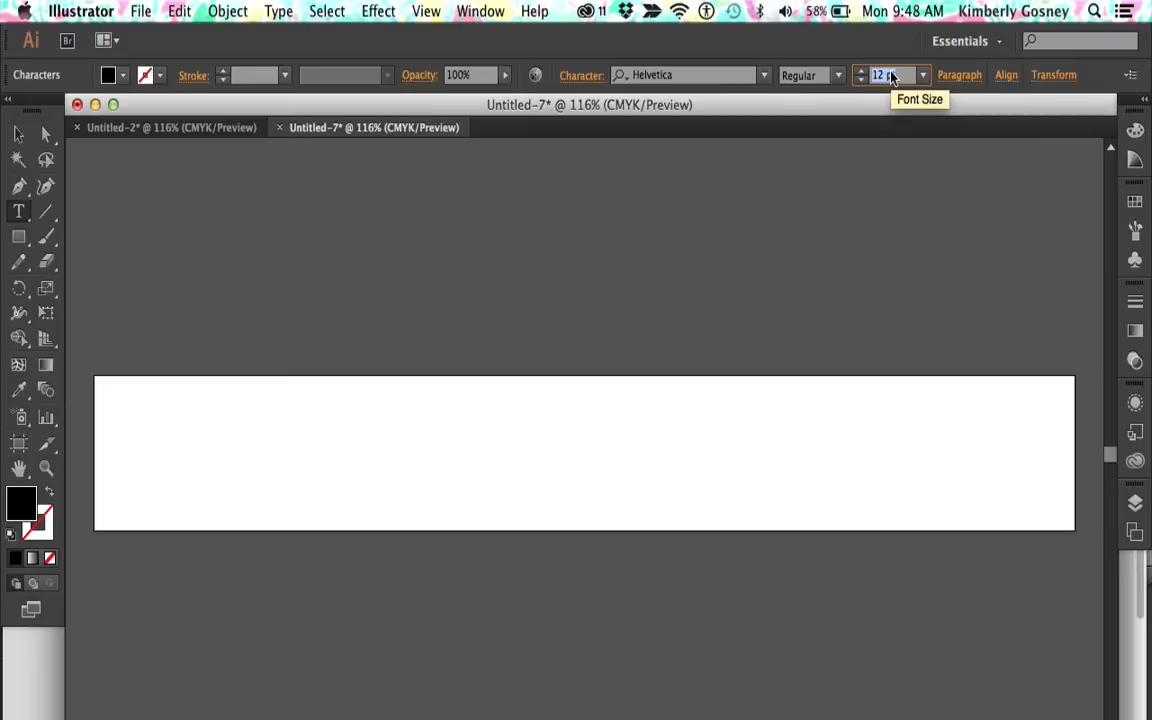 Illustrator File Edit Object Type Select Effect View Window Help 11 58% Mon 9:48 AM Kimberly Gosney
Ai Br Essentials
Characters Stroke: Opacity: 100% Character: Helvetica Regular 12 Paragraph Align Transform
Font Size
Untitled-7* @ 116% (CMYK/Preview)
× Untitled-2* @ 116% (CMYK/Preview) × Untitled-7* @ 116% (CMYK/Preview)
T